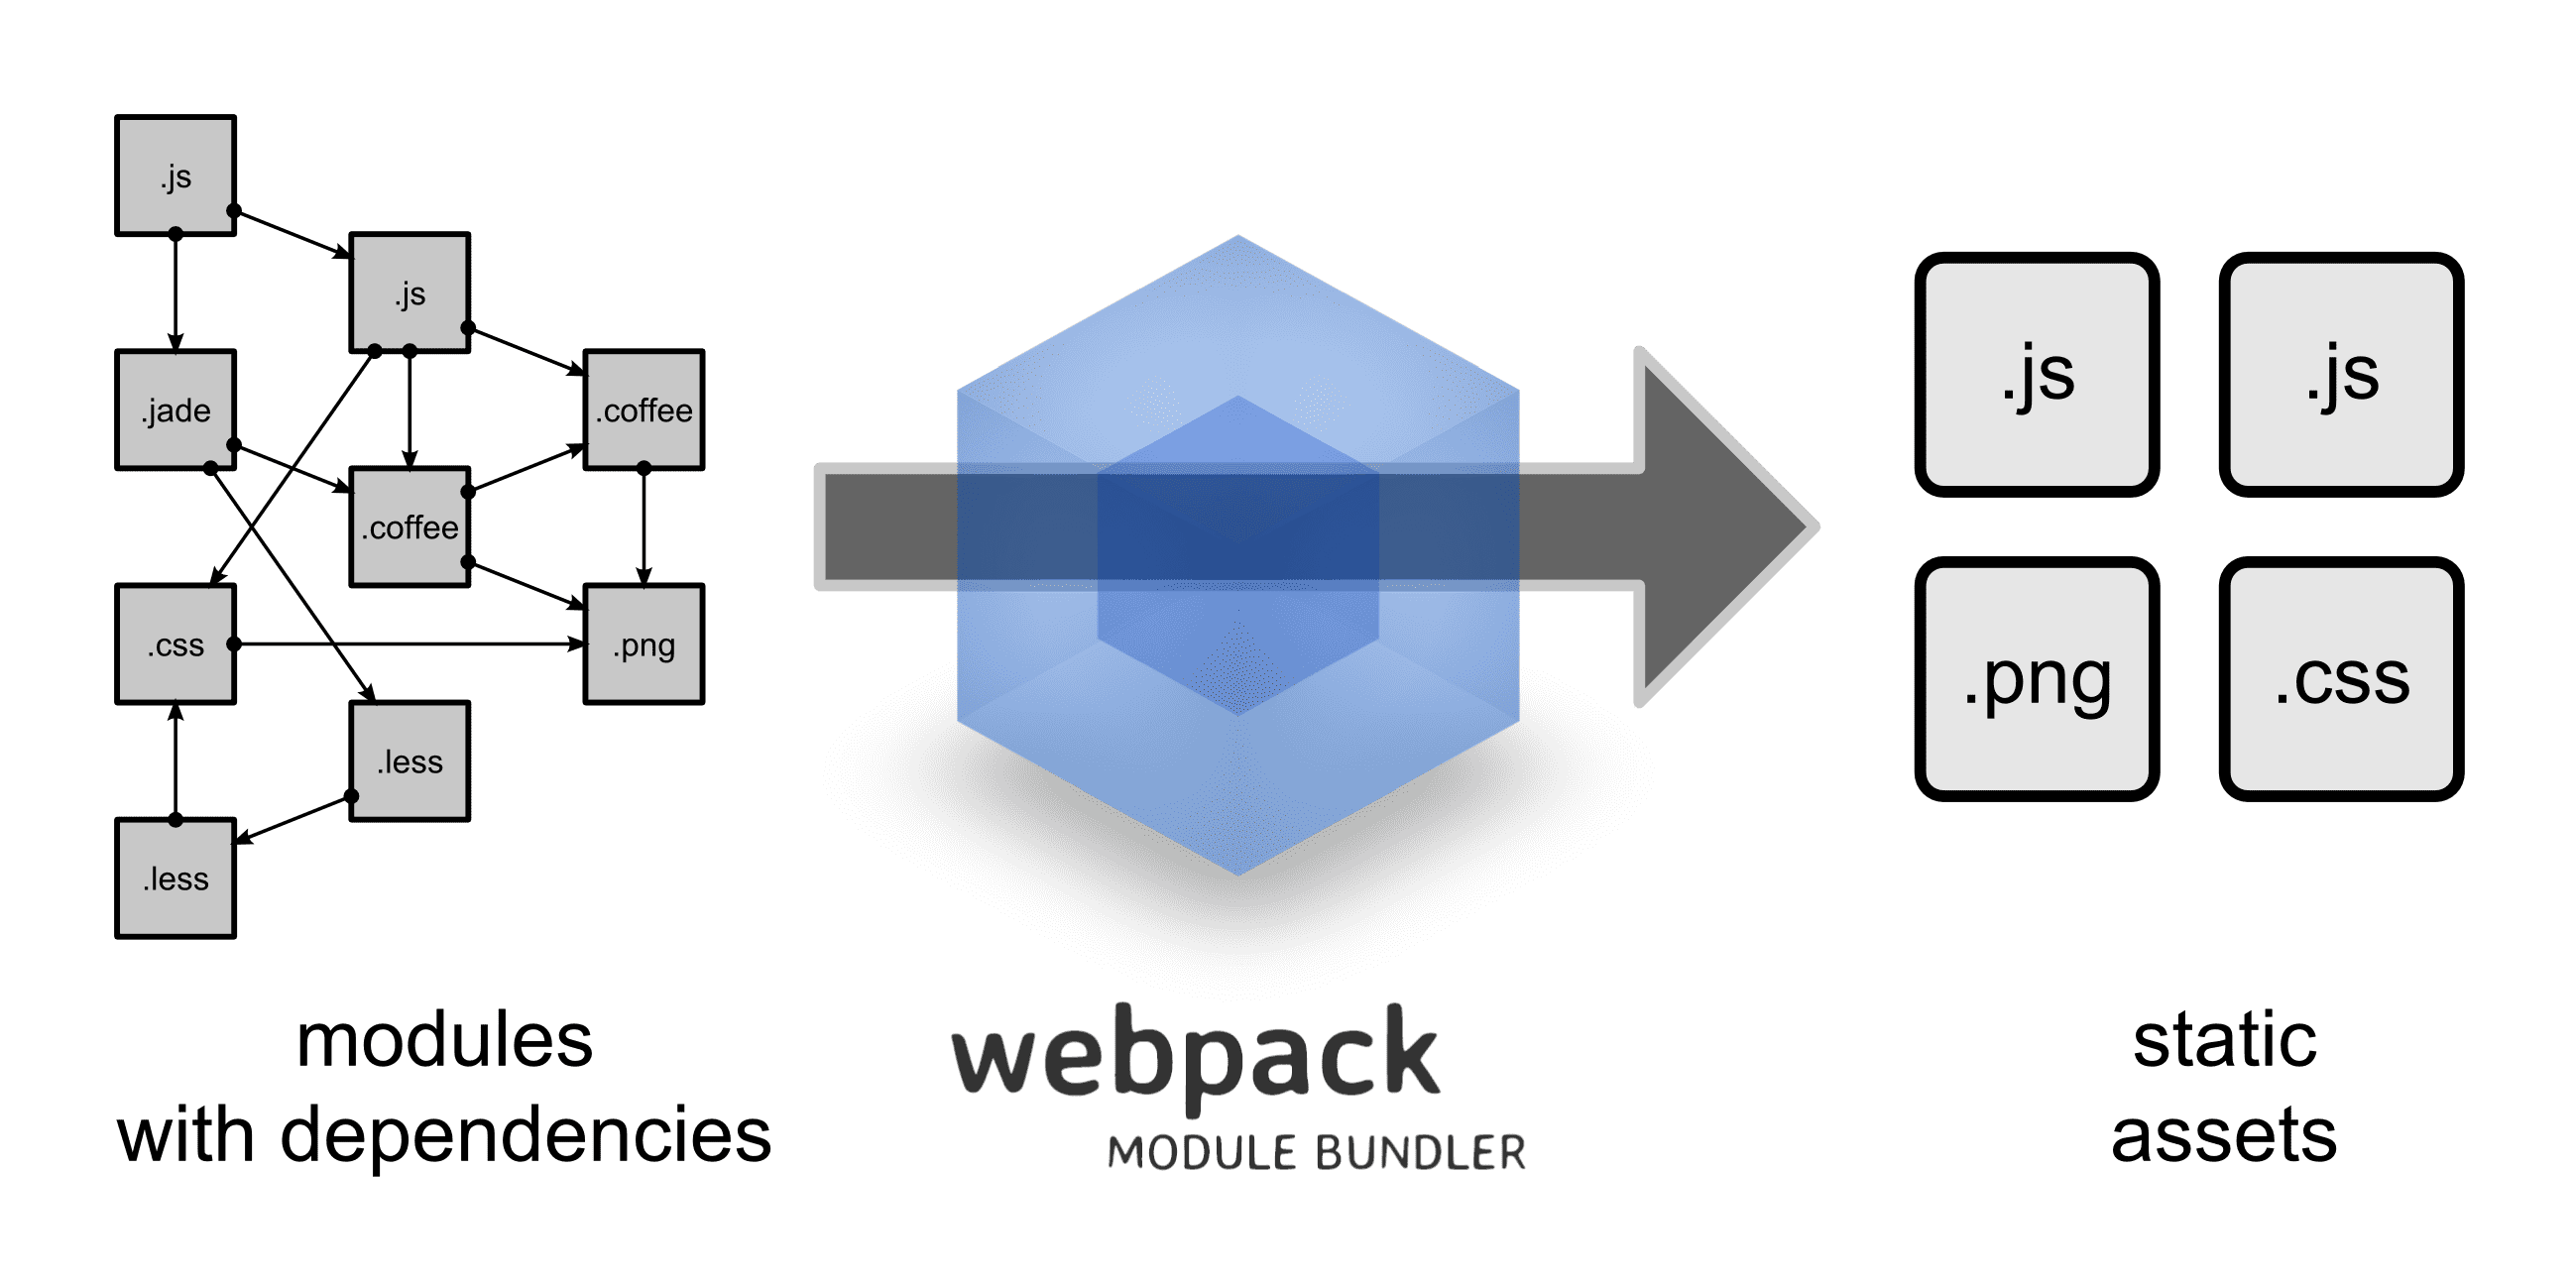 .js
.js
.jade
.coffee
.coffee
.css
.png
.less
.less
modules
with dependencies
webpack
MODULE BUNDLER
.js
.js
.png
.css
static
assets